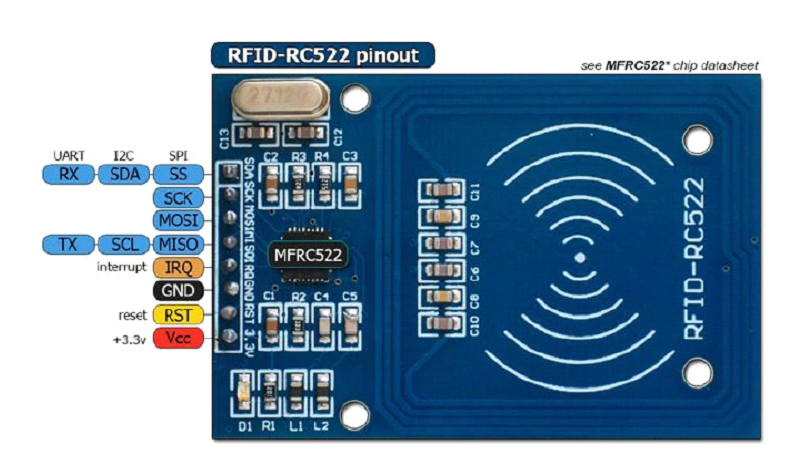 RFID-RC522 pinout
see MFRC522* chip datasheet
27.120
C13
C12
UART I2C SPI
RX SDA SS
SCK
MOSI
TX SCL MISO
interrupt IRQ
GND
reset RST
+3.3v Vcc
SDA SCK MOSI MISO IRQ GND RST 3.3V
C2 R3 R4 C3
MFRC522
C1 R2 C4 C5
D1 R1 L1 L2
C11
C9
C7
C6
C8
C10
RFID-RC522